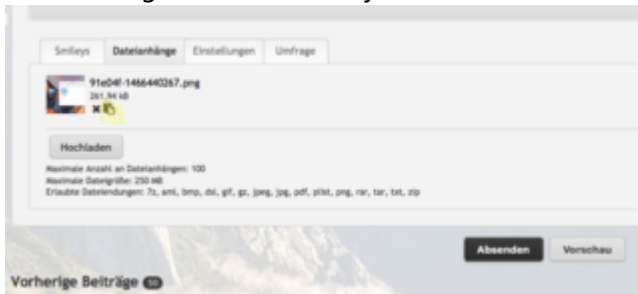 Smileys Dateianhänge Einstellungen Umfrage
91e04f-1466440267.png
261,94 kB
Hochladen
Maximale Anzahl an Dateianhängen: 100
Maximale Dateigröße: 250 MB
Erlaubte Dateiendungen: 7z, aml, bmp, dsl, gif, gz, jpeg, jpg, pdf, plist, png, rar, tar, txt, zip
Absenden Vorschau
Vorherige Beiträge